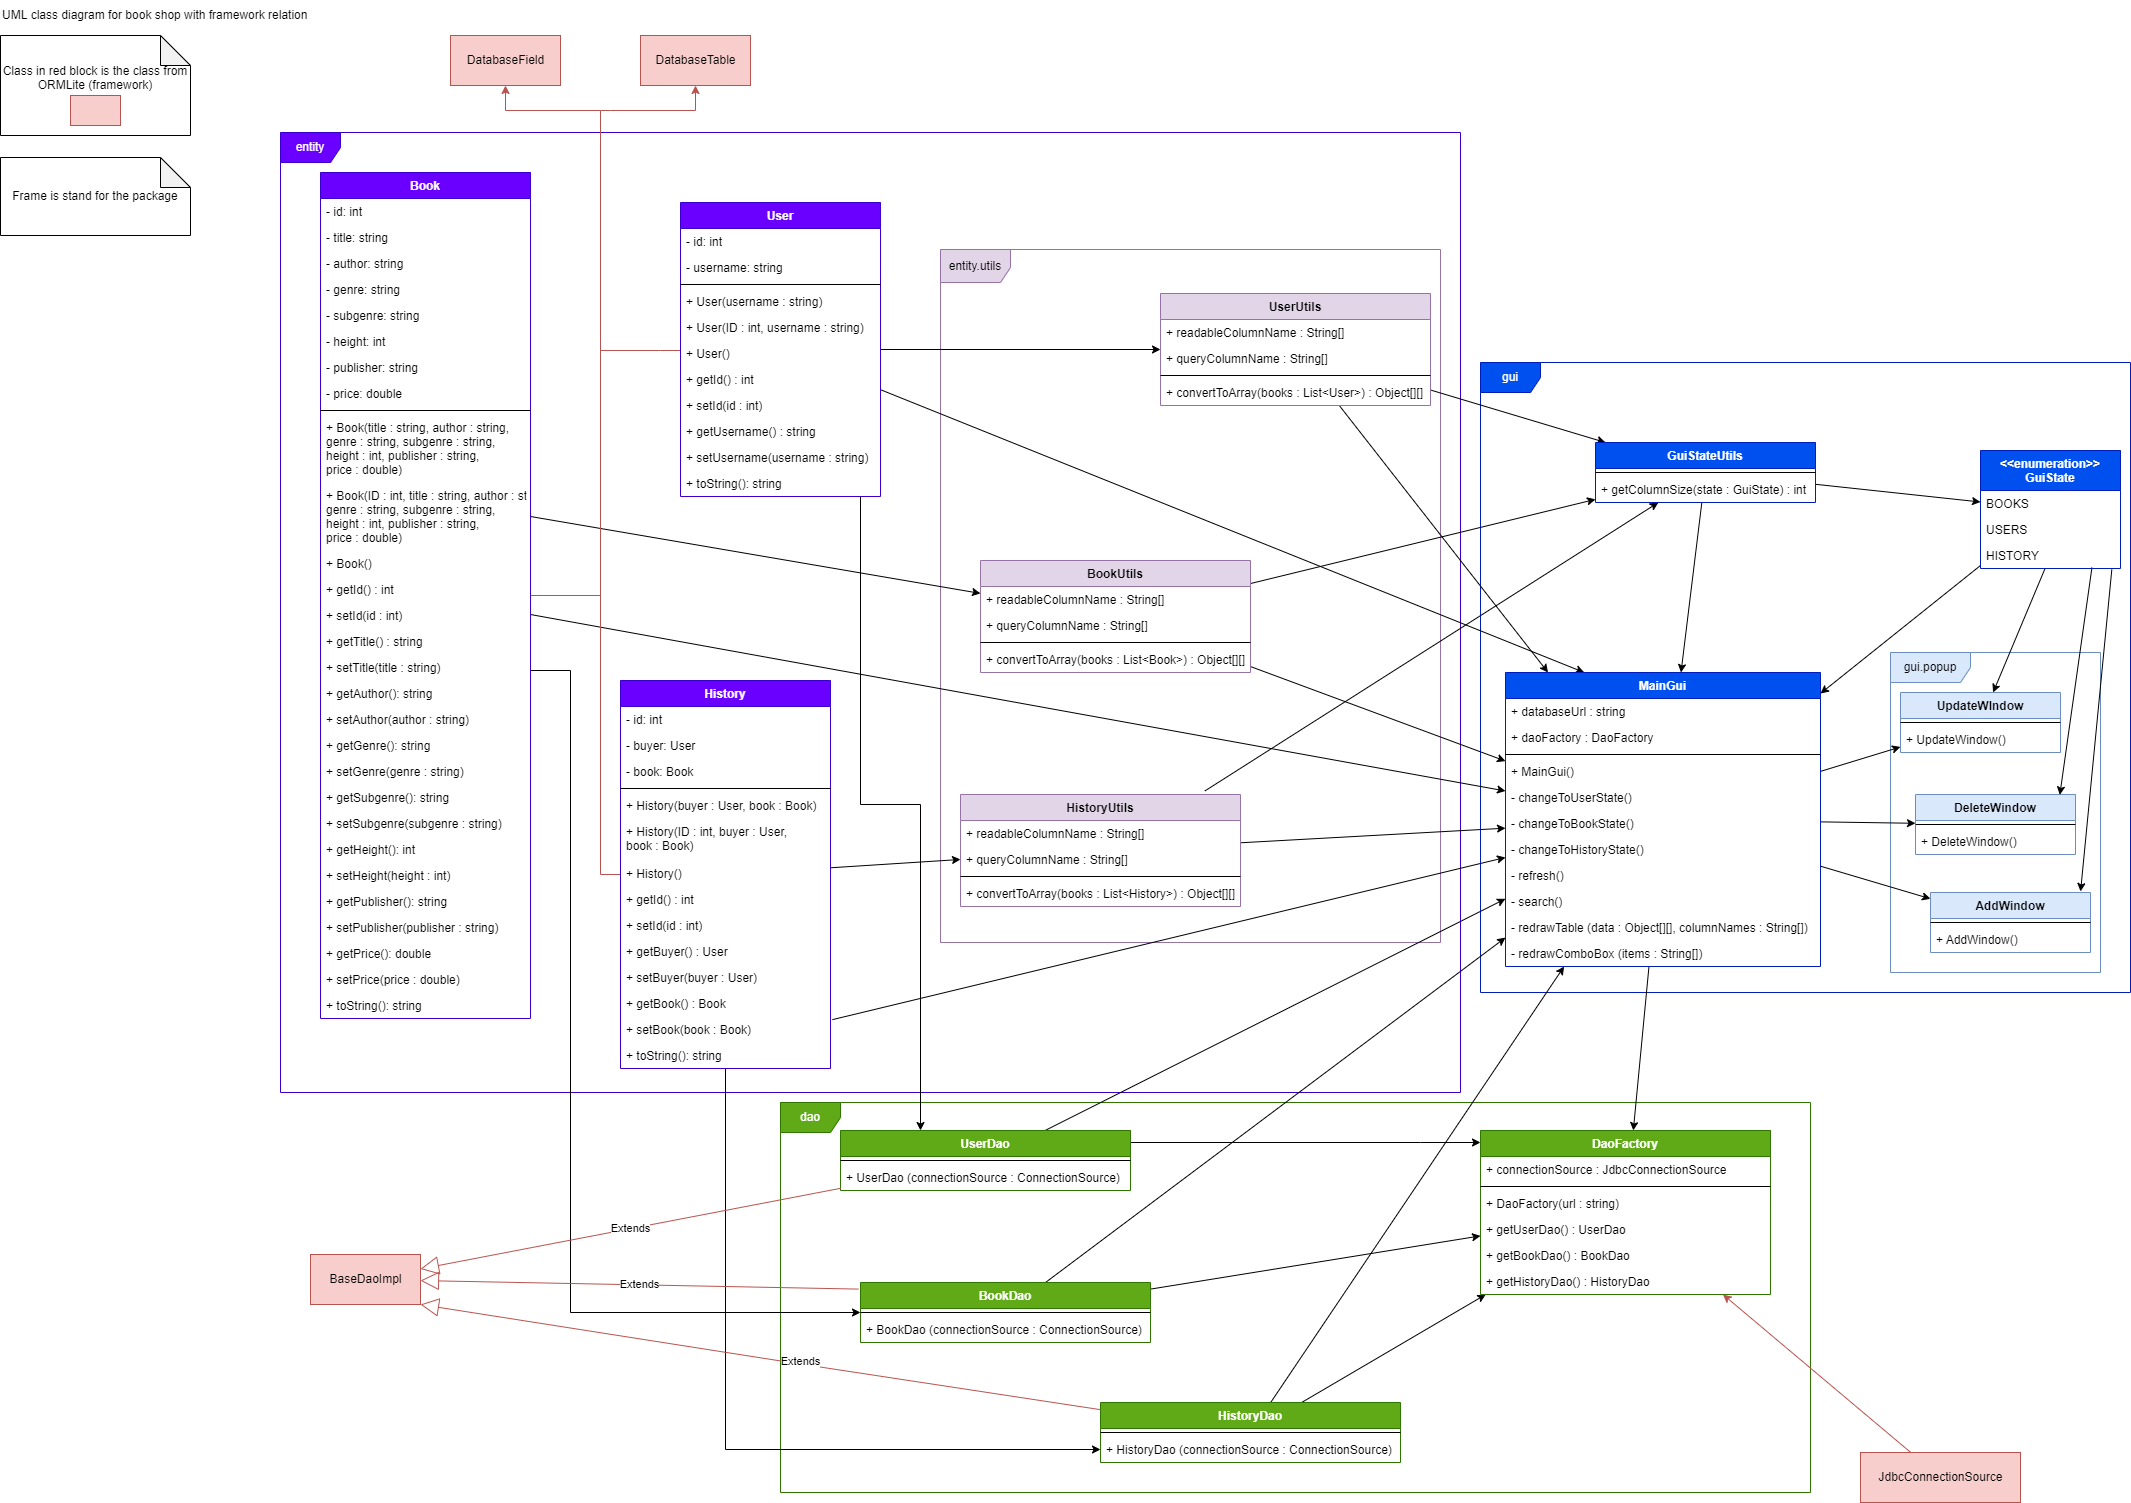 UML class diagram for book shop with framework relation
Class in red block is the class from
ORMLite (framework)
Frame is stand for the package
DatabaseField
DatabaseTable
entity
Book
- id: int
- title: string
- author: string
- genre: string
- subgenre: string
- height: int
- publisher: string
- price: double
+ Book(title : string, author : string,
genre : string, subgenre : string,
height : int, publisher : string,
price : double)
+ Book(ID : int, title : string, author : st
genre : string, subgenre : string,
height : int, publisher : string,
price : double)
+ Book()
+ getId() : int
+ setId(id : int)
+ getTitle() : string
+ setTitle(title : string)
+ getAuthor(): string
+ setAuthor(author : string)
+ getGenre(): string
+ setGenre(genre : string)
+ getSubgenre(): string
+ setSubgenre(subgenre : string)
+ getHeight(): int
+ setHeight(height : int)
+ getPublisher(): string
+ setPublisher(publisher : string)
+ getPrice(): double
+ setPrice(price : double)
+ toString(): string
User
- id: int
- username: string
+ User(username : string)
+ User(ID : int, username : string)
+ User()
+ getId() : int
+ setId(id : int)
+ getUsername() : string
+ setUsername(username : string)
+ toString(): string
History
- id: int
- buyer: User
- book: Book
+ History(buyer : User, book : Book)
+ History(ID : int, buyer : User,
book : Book)
+ History()
+ getId() : int
+ setId(id : int)
+ getBuyer() : User
+ setBuyer(buyer : User)
+ getBook() : Book
+ setBook(book : Book)
+ toString(): string
entity.utils
UserUtils
+ readableColumnName : String[]
+ queryColumnName : String[]
+ convertToArray(books : List<User>) : Object[][]
BookUtils
+ readableColumnName : String[]
+ queryColumnName : String[]
+ convertToArray(books : List<Book>) : Object[][]
HistoryUtils
+ readableColumnName : String[]
+ queryColumnName : String[]
+ convertToArray(books : List<History>) : Object[][]
gui
GuiStateUtils
+ getColumnSize(state : GuiState) : int
<<enumeration>>
GuiState
BOOKS
USERS
HISTORY
MainGui
+ databaseUrl : string
+ daoFactory : DaoFactory
+ MainGui()
- changeToUserState()
- changeToBookState()
- changeToHistoryState()
- refresh()
- search()
- redrawTable (data : Object[][], columnNames : String[])
- redrawComboBox (items : String[])
gui.popup
UpdateWIndow
+ UpdateWindow()
DeleteWindow
+ DeleteWindow()
AddWindow
+ AddWindow()
dao
UserDao
+ UserDao (connectionSource : ConnectionSource)
DaoFactory
+ connectionSource : JdbcConnectionSource
+ DaoFactory(url : string)
+ getUserDao() : UserDao
+ getBookDao() : BookDao
+ getHistoryDao() : HistoryDao
Extends
BaseDaoImpl
Extends
BookDao
+ BookDao (connectionSource : ConnectionSource)
Extends
HistoryDao
+ HistoryDao (connectionSource : ConnectionSource)
JdbcConnectionSource